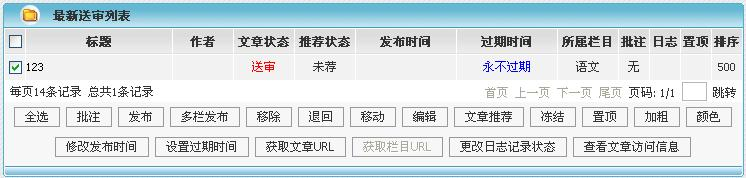 最新送审列表
标题 作者 文章状态 推荐状态 发布时间 过期时间 所属栏目 批注 日志 置顶 排序
123 送审 未荐 永不过期 语文 无 500
每页14条记录 总共1条记录 首页 上一页 下一页 尾页 页码: 1/1 跳转
全选 批注 发布 多栏发布 移除 退回 移动 编辑 文章推荐 冻结 置顶 加粗 颜色
修改发布时间 设置过期时间 获取文章URL 获取栏目URL 更改日志记录状态 查看文章访问信息